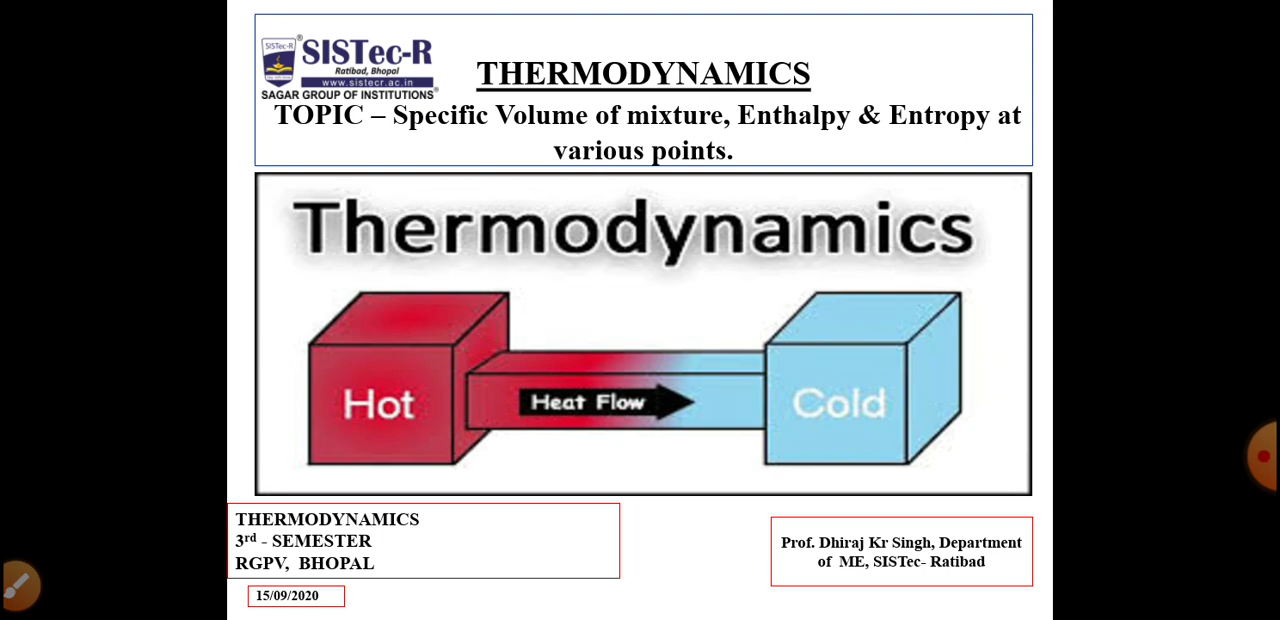 SISTec-R
®
SISTec-R
Ratibad, Bhopal
www.sistecr.ac.in
SAGAR GROUP OF INSTITUTIONS®
THERMODYNAMICS
TOPIC – Specific Volume of mixture, Enthalpy & Entropy at
various points.
Thermodynamics
Hot
Heat Flow
Cold
THERMODYNAMICS
3rd - SEMESTER
RGPV, BHOPAL
Prof. Dhiraj Kr Singh, Department
of ME, SISTec- Ratibad
15/09/2020